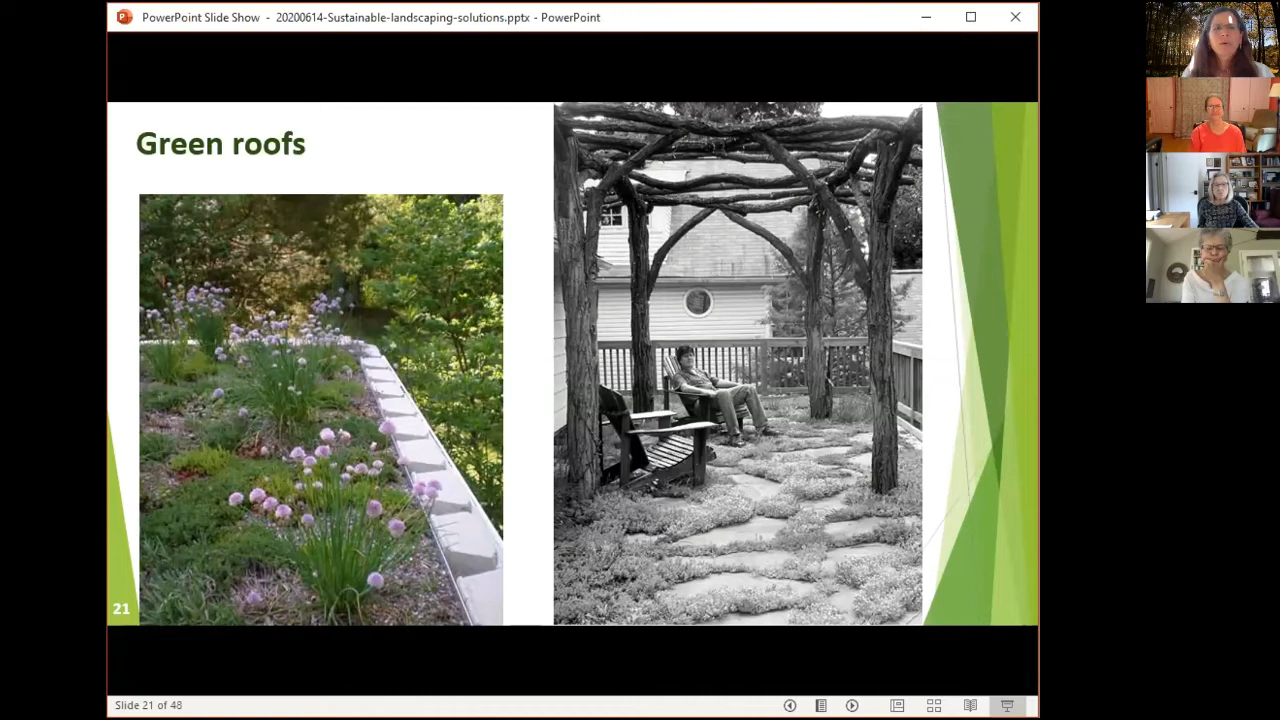 PowerPoint Slide Show - 20200614-Sustainable-landscaping-solutions.pptx - PowerPoint
Green roofs
21
Slide 21 of 48